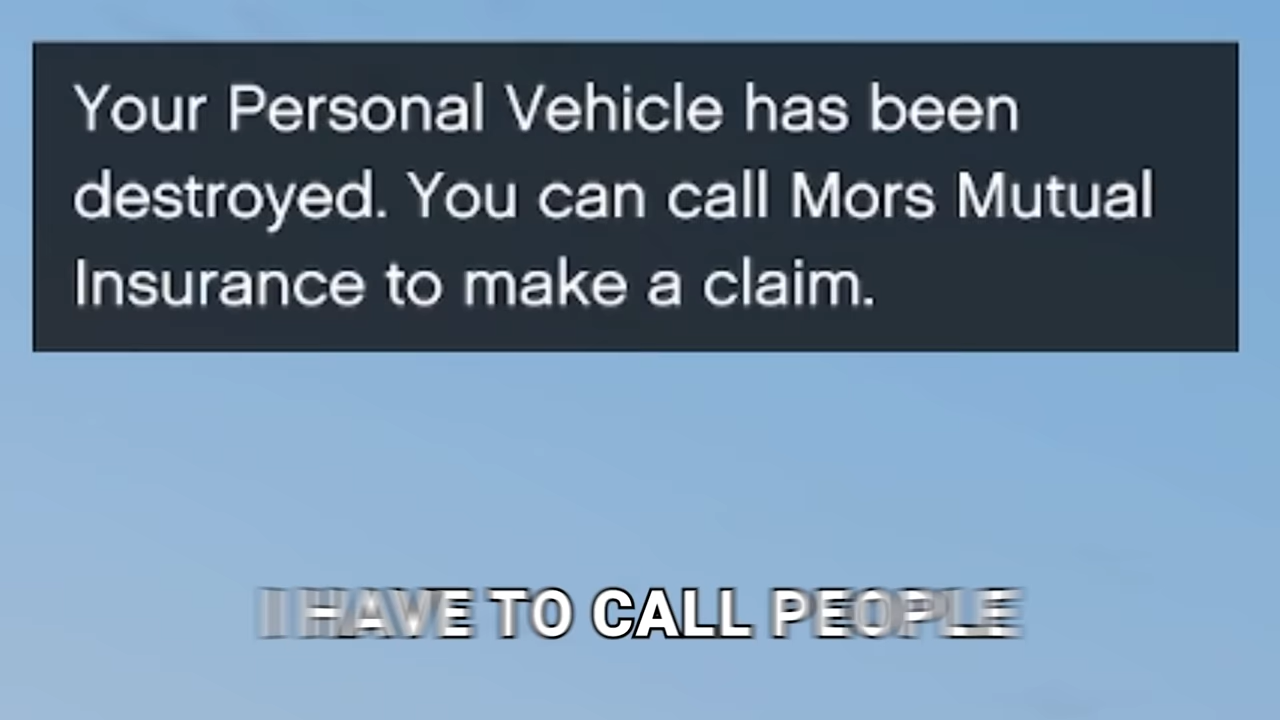 Your Personal Vehicle has been
destroyed. You can call Mors Mutual
Insurance to make a claim.
I HAVE TO CALL PEOPLE